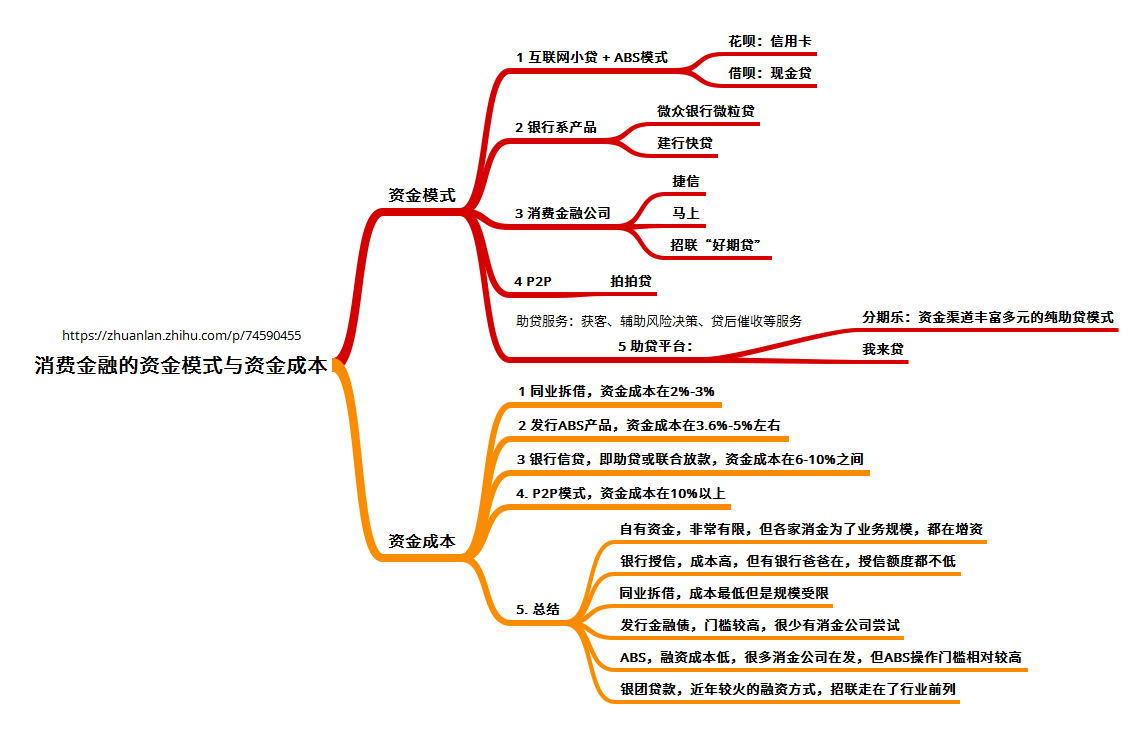 https://zhuanlan.zhihu.com/p/74590455
消费金融的资金模式与资金成本
资金模式
1 互联网小贷 + ABS模式
花呗：信用卡
借呗：现金贷
2 银行系产品
微众银行微粒贷
建行快贷
3 消费金融公司
捷信
马上
招联“好期贷”
4 P2P
拍拍贷
助贷服务：获客、辅助风险决策、贷后催收等服务
5 助贷平台：
分期乐：资金渠道丰富多元的纯助贷模式
我来贷
资金成本
1 同业拆借，资金成本在2%-3%
2 发行ABS产品，资金成本在3.6%-5%左右
3 银行信贷，即助贷或联合放款，资金成本在6-10%之间
4. P2P模式，资金成本在10%以上
5. 总结
自有资金，非常有限，但各家消金为了业务规模，都在增资
银行授信，成本高，但有银行爸爸在，授信额度都不低
同业拆借，成本最低但是规模受限
发行金融债，门槛较高，很少有消金公司尝试
ABS，融资成本低，很多消金公司在发，但ABS操作门槛相对较高
银团贷款，近年较火的融资方式，招联走在了行业前列